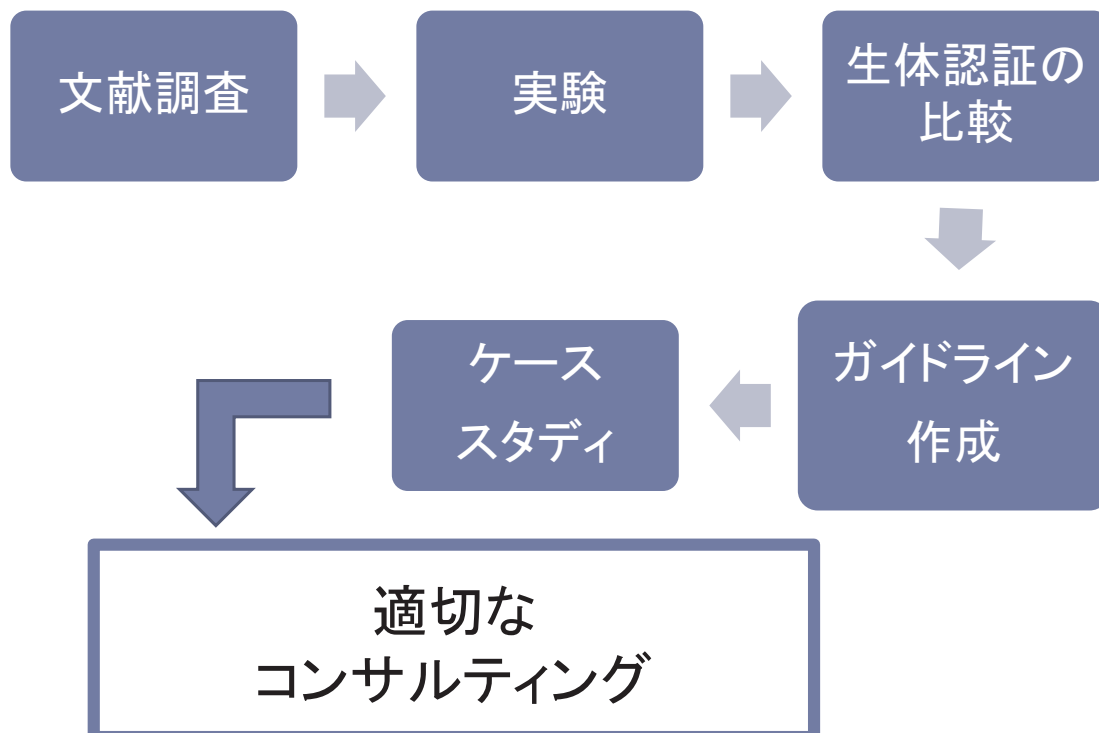 文献調査
実験
生体認証の
比較
ガイドライン
作成
ケース
スタディ
適切な
コンサルティング